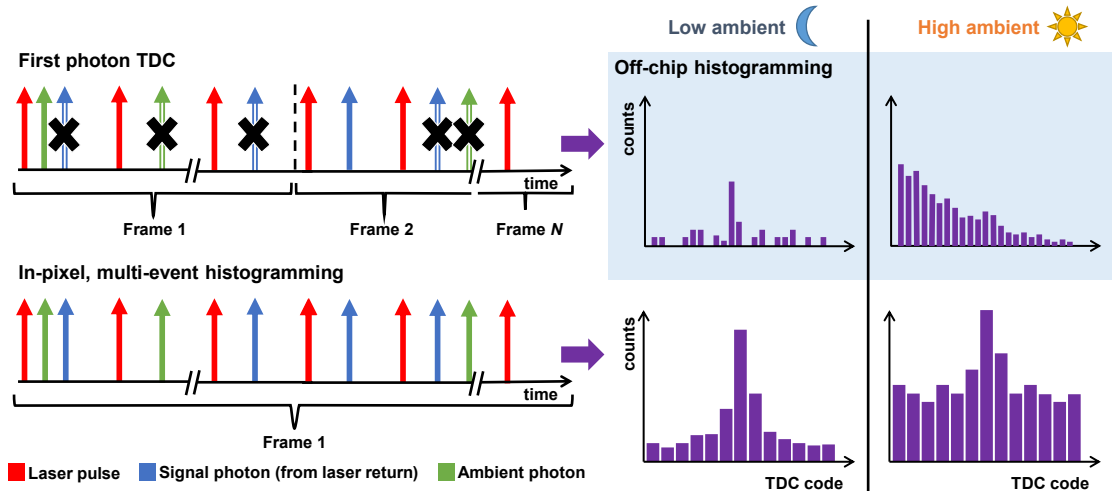 Low ambient
High ambient
First photon TDC
Off-chip histogramming
counts
time
Frame 1
Frame 2
Frame N
In-pixel, multi-event histogramming
counts
time
Frame 1
Laser pulse
Signal photon (from laser return)
Ambient photon
TDC code
TDC code